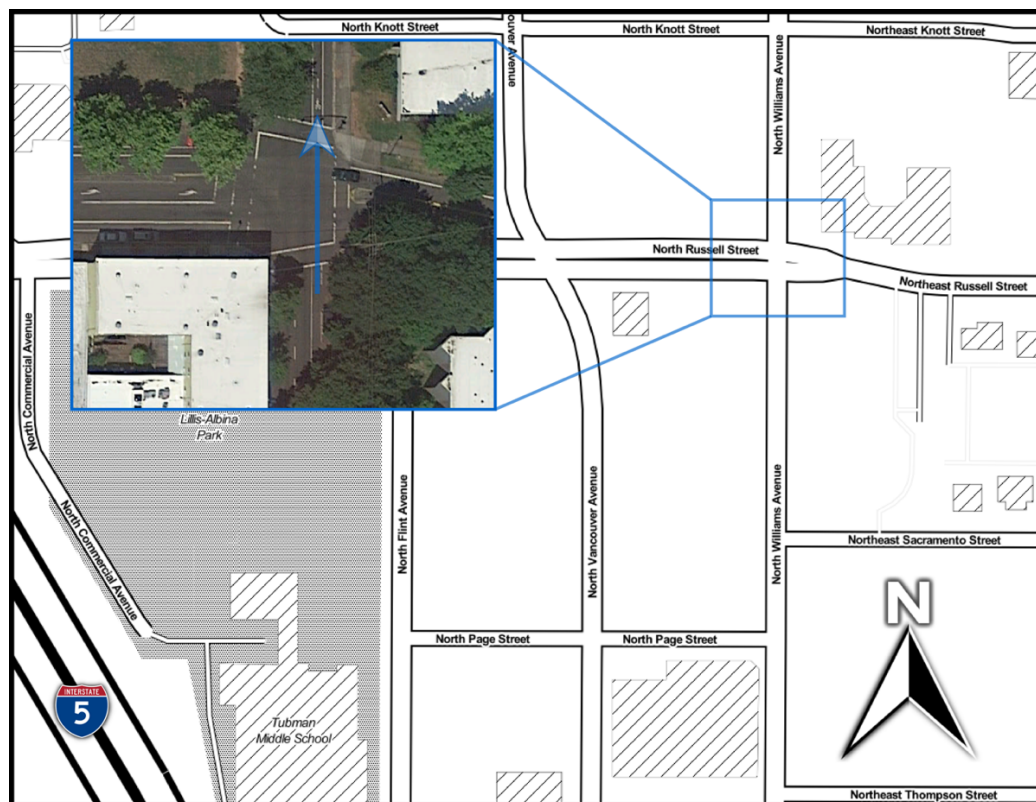 North Knott Street
North Knott Street
Northeast Knott Street
ouver Avenue
North Williams Avenue
North Russell Street
Northeast Russell Street
North Commercial Avenue
Lillis-Albina
Park
North Commercial Avenue
North Flint Avenue
North Vancouver Avenue
North Williams Avenue
Northeast Sacramento Street
N
North Page Street
North Page Street
INTERSTATE
5
Tubman
Middle School
Northeast Thompson Street